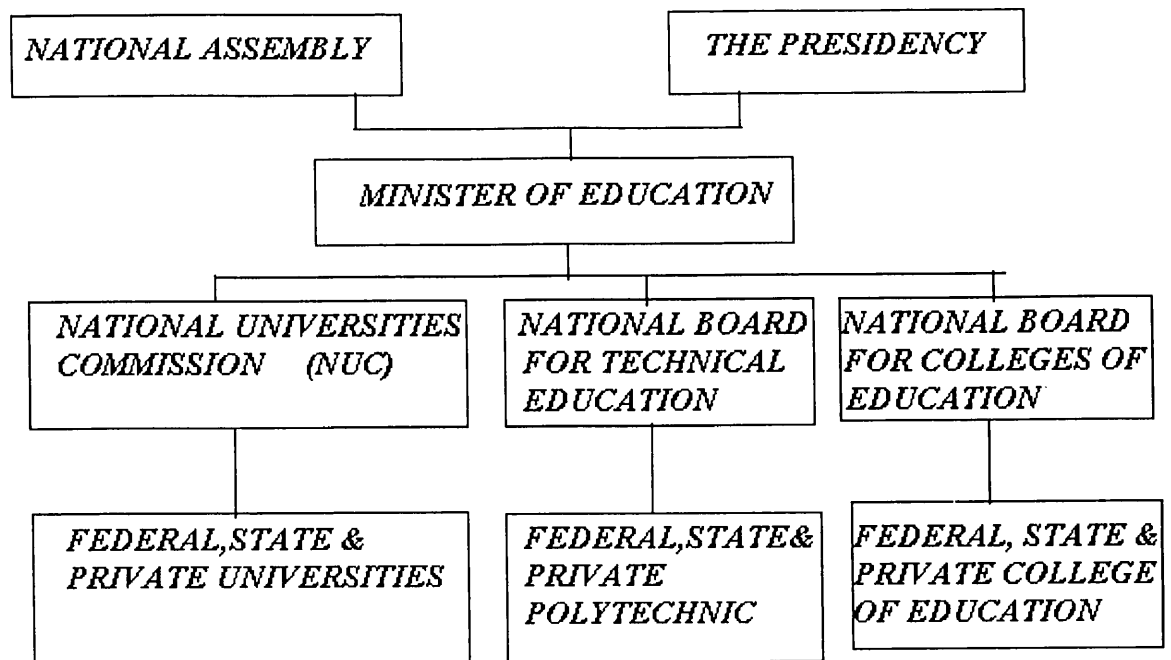 NATIONAL ASSEMBLY
THE PRESIDENCY
MINISTER OF EDUCATION
NATIONAL UNIVERSITIES
COMMISSION (NUC)
NATIONAL BOARD
FOR TECHNICAL
EDUCATION
NATIONAL BOARD
FOR COLLEGES OF
EDUCATION
FEDERAL,STATE &
PRIVATE UNIVERSITIES
FEDERAL,STATE&
PRIVATE
POLYTECHNIC
FEDERAL, STATE &
PRIVATE COLLEGE
OF EDUCATION